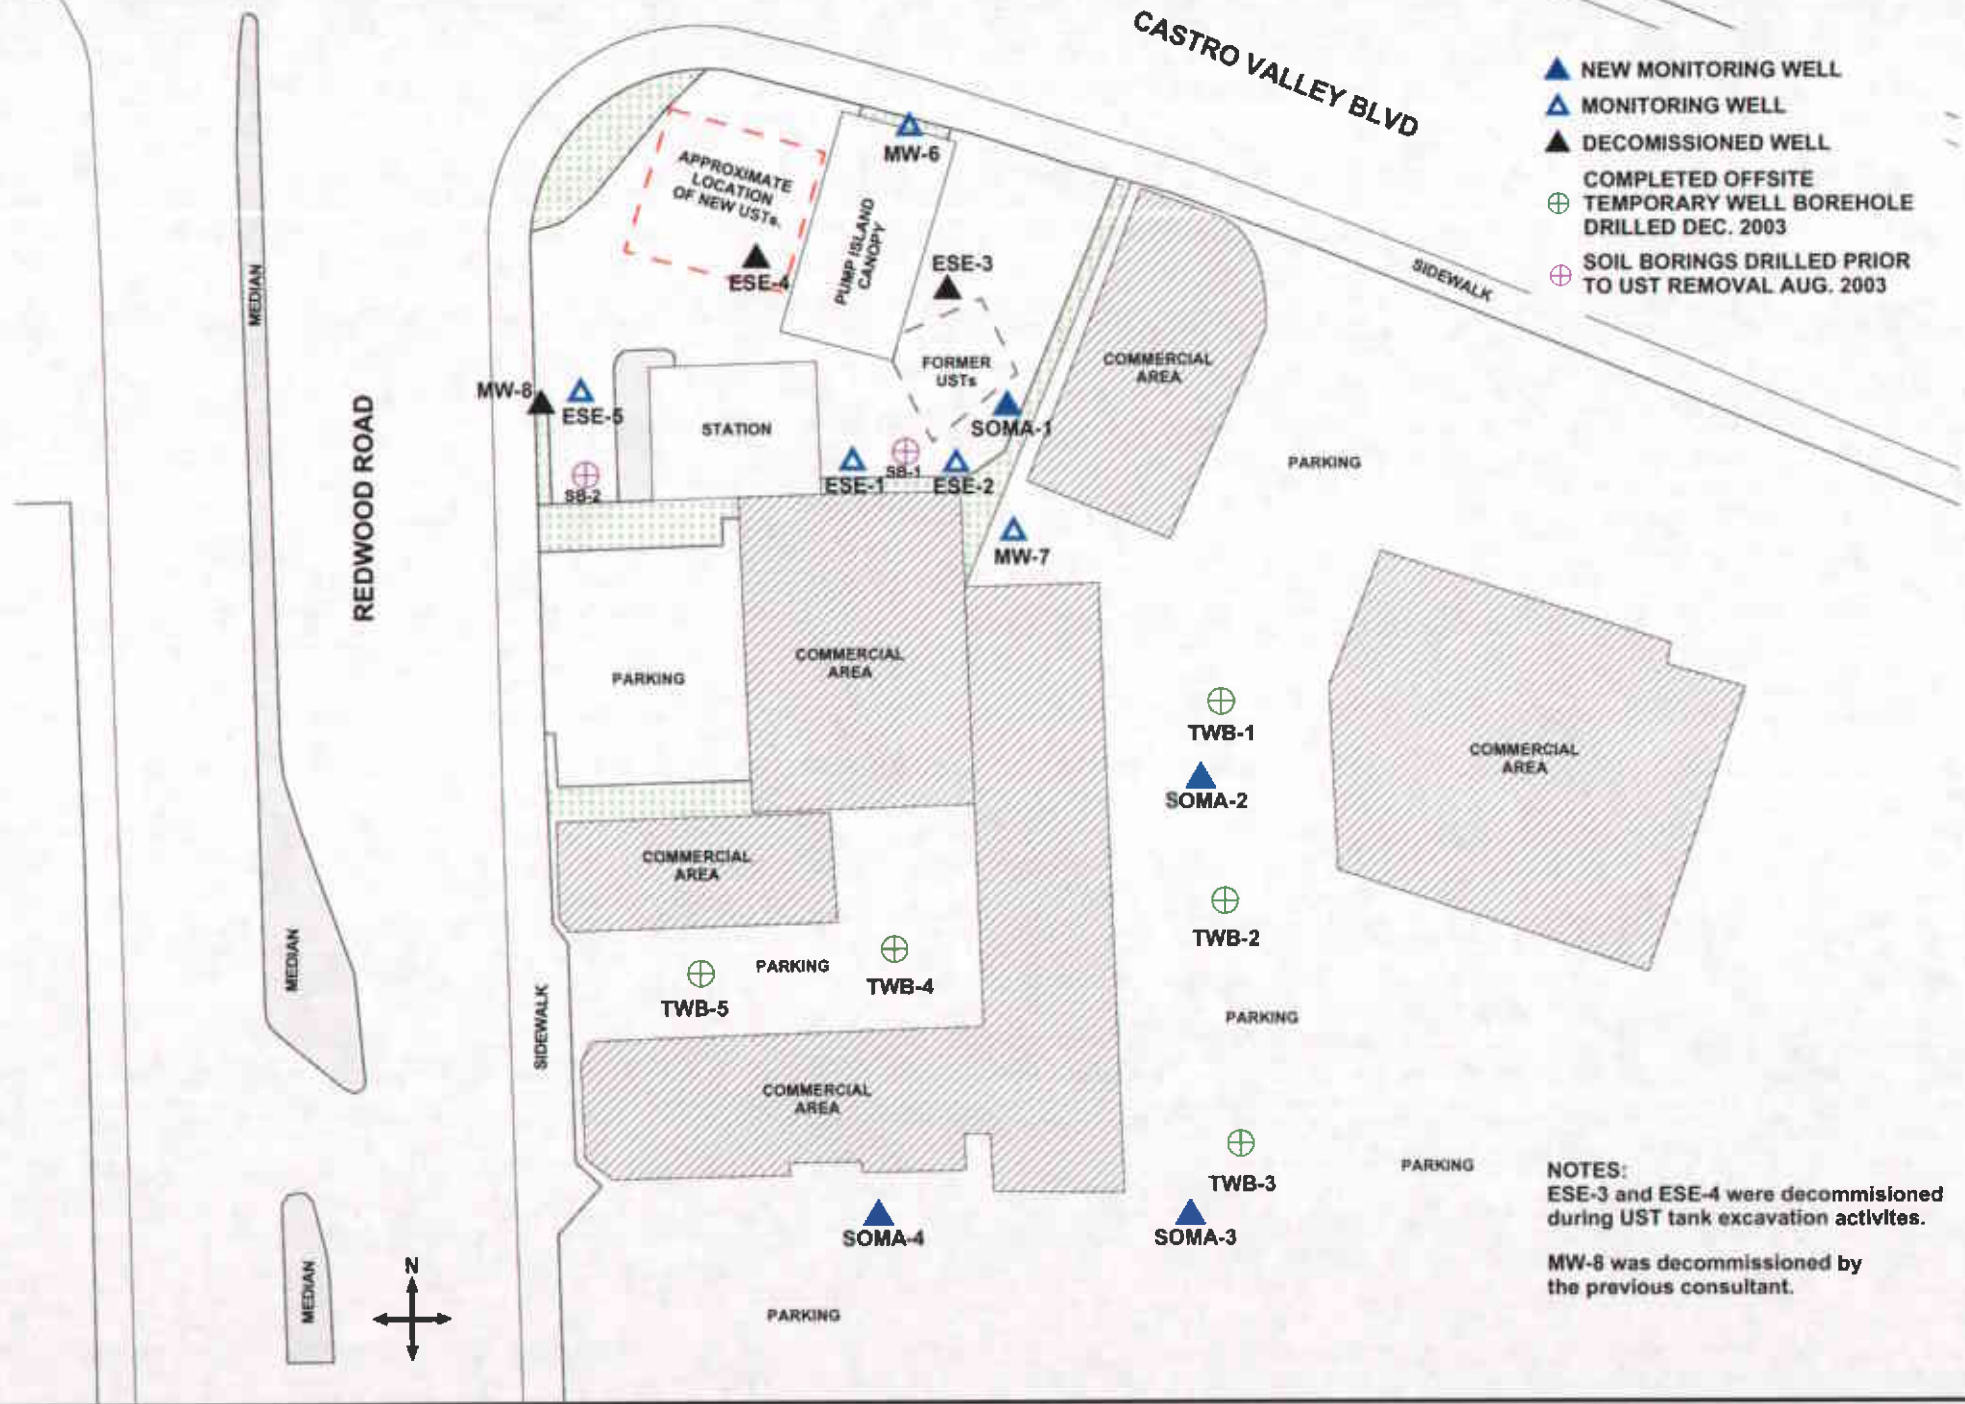 CASTRO VALLEY BLVD
NEW MONITORING WELL
MONITORING WELL
DECOMISSIONED WELL
COMPLETED OFFSITE
TEMPORARY WELL BOREHOLE
DRILLED DEC. 2003
SOIL BORINGS DRILLED PRIOR
TO UST REMOVAL AUG. 2003
MW-6
APPROXIMATE
LOCATION
OF NEW USTs.
PUMP ISLAND
CANOPY
ESE-4
ESE-3
SIDEWALK
MEDIAN
FORMER
USTs
COMMERCIAL
AREA
MW-8
ESE-5
STATION
SOMA-1
PARKING
REDWOOD ROAD
SB-2
ESE-1
SB-1
ESE-2
MW-7
COMMERCIAL
AREA
PARKING
TWB-1
COMMERCIAL
AREA
SOMA-2
COMMERCIAL
AREA
TWB-2
MEDIAN
PARKING
TWB-4
TWB-5
PARKING
SIDEWALK
COMMERCIAL
AREA
TWB-3
PARKING
SOMA-4
SOMA-3
NOTES:
ESE-3 and ESE-4 were decommisioned
during UST tank excavation activites.
MW-8 was decommissioned by
the previous consultant.
MEDIAN
N
PARKING